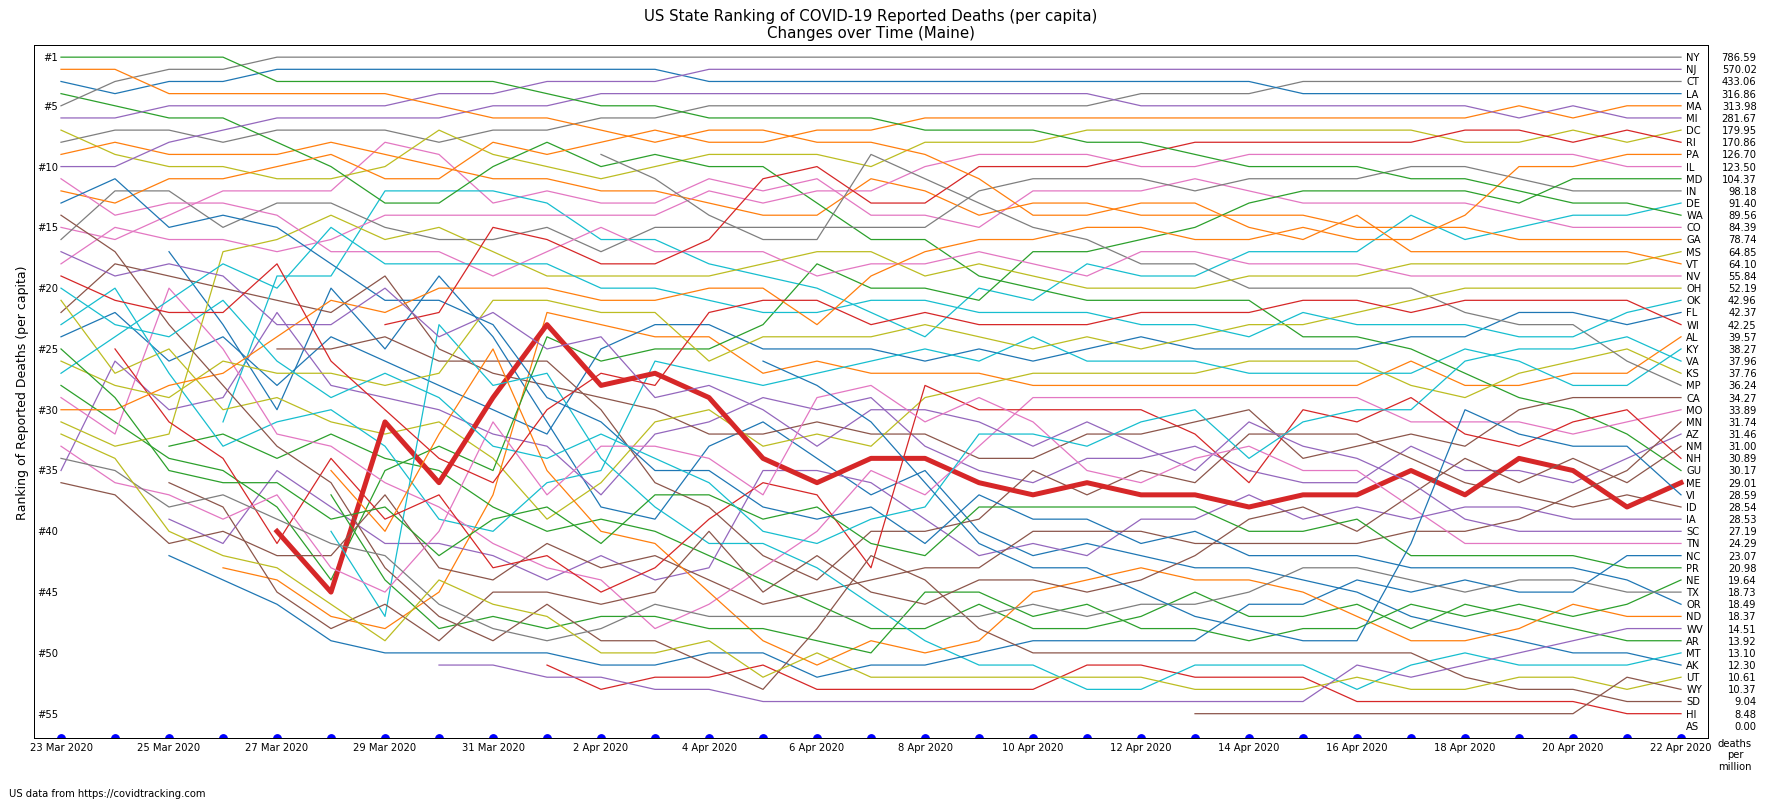 US State Ranking of COVID-19 Reported Deaths (per capita)
Changes over Time (Maine)
Ranking of Reported Deaths (per capita)
#1
#5
#10
#15
#20
#25
#30
#35
#40
#45
#50
#55
NY 786.59
NJ 570.02
CT 433.06
LA 316.86
MA 313.98
MI 281.67
DC 179.95
RI 170.86
PA 126.70
IL 123.50
MD 104.37
IN 98.18
DE 91.40
WA 89.56
CO 84.39
GA 78.74
MS 64.85
VT 64.10
NV 55.84
OH 52.19
OK 42.96
FL 42.37
WI 42.25
AL 39.57
KY 38.27
VA 37.96
KS 37.76
MP 36.24
CA 34.27
MO 33.89
MN 31.74
AZ 31.46
NM 31.00
NH 30.89
GU 30.17
ME 29.01
VI 28.59
ID 28.54
IA 28.53
SC 27.19
TN 24.29
NC 23.07
PR 20.98
NE 19.64
TX 18.73
OR 18.49
ND 18.37
WV 14.51
AR 13.92
MT 13.10
AK 12.30
UT 10.61
WY 10.37
SD 9.04
HI 8.48
AS 0.00
23 Mar 2020 25 Mar 2020 27 Mar 2020 29 Mar 2020 31 Mar 2020 2 Apr 2020 4 Apr 2020 6 Apr 2020 8 Apr 2020 10 Apr 2020 12 Apr 2020 14 Apr 2020 16 Apr 2020 18 Apr 2020 20 Apr 2020 22 Apr 2020
deaths
per
million
US data from https://covidtracking.com